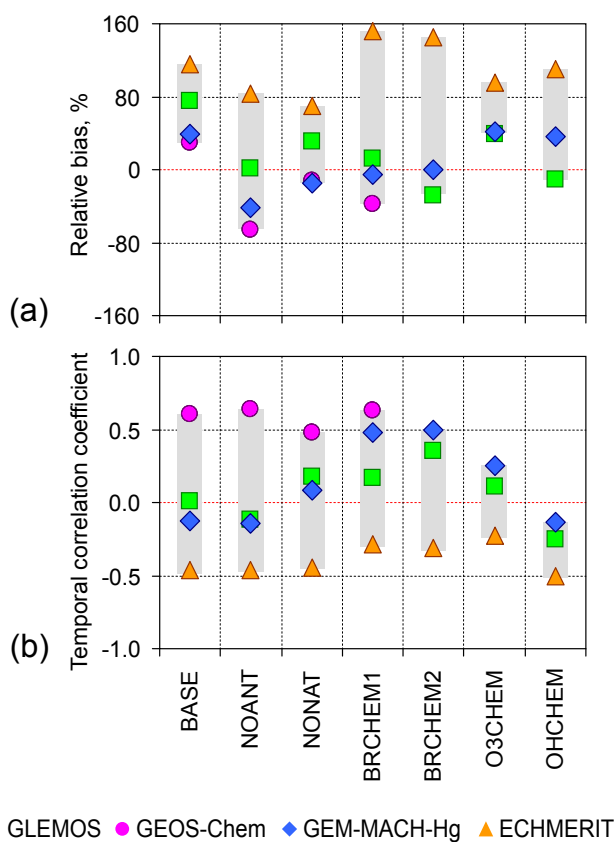 160
80
0
-80
-160
Relative bias, %
(a)
1.0
0.5
0.0
-0.5
-1.0
Temporal correlation coefficient
(b)
BASE
NOANT
NONAT
BRCHEM1
BRCHEM2
O3CHEM
OHCHEM
GLEMOS GEOS-Chem GEM-MACH-Hg ECHMERIT